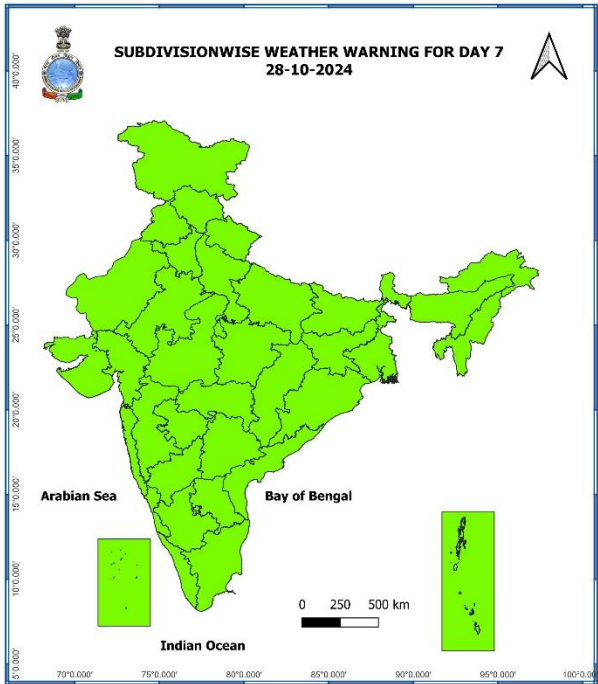 SUBDIVISIONWISE WEATHER WARNING FOR DAY 7
28-10-2024
40°0.000'
35°0.000'
30°0.000'
25°0.000'
20°0.000'
15°0.000'
10°0.000'
5°0.000'
Arabian Sea
Bay of Bengal
0 250 500 km
Indian Ocean
70°0.000' 75°0.000' 80°0.000' 85°0.000' 90°0.000' 95°0.000' 100°0.000'